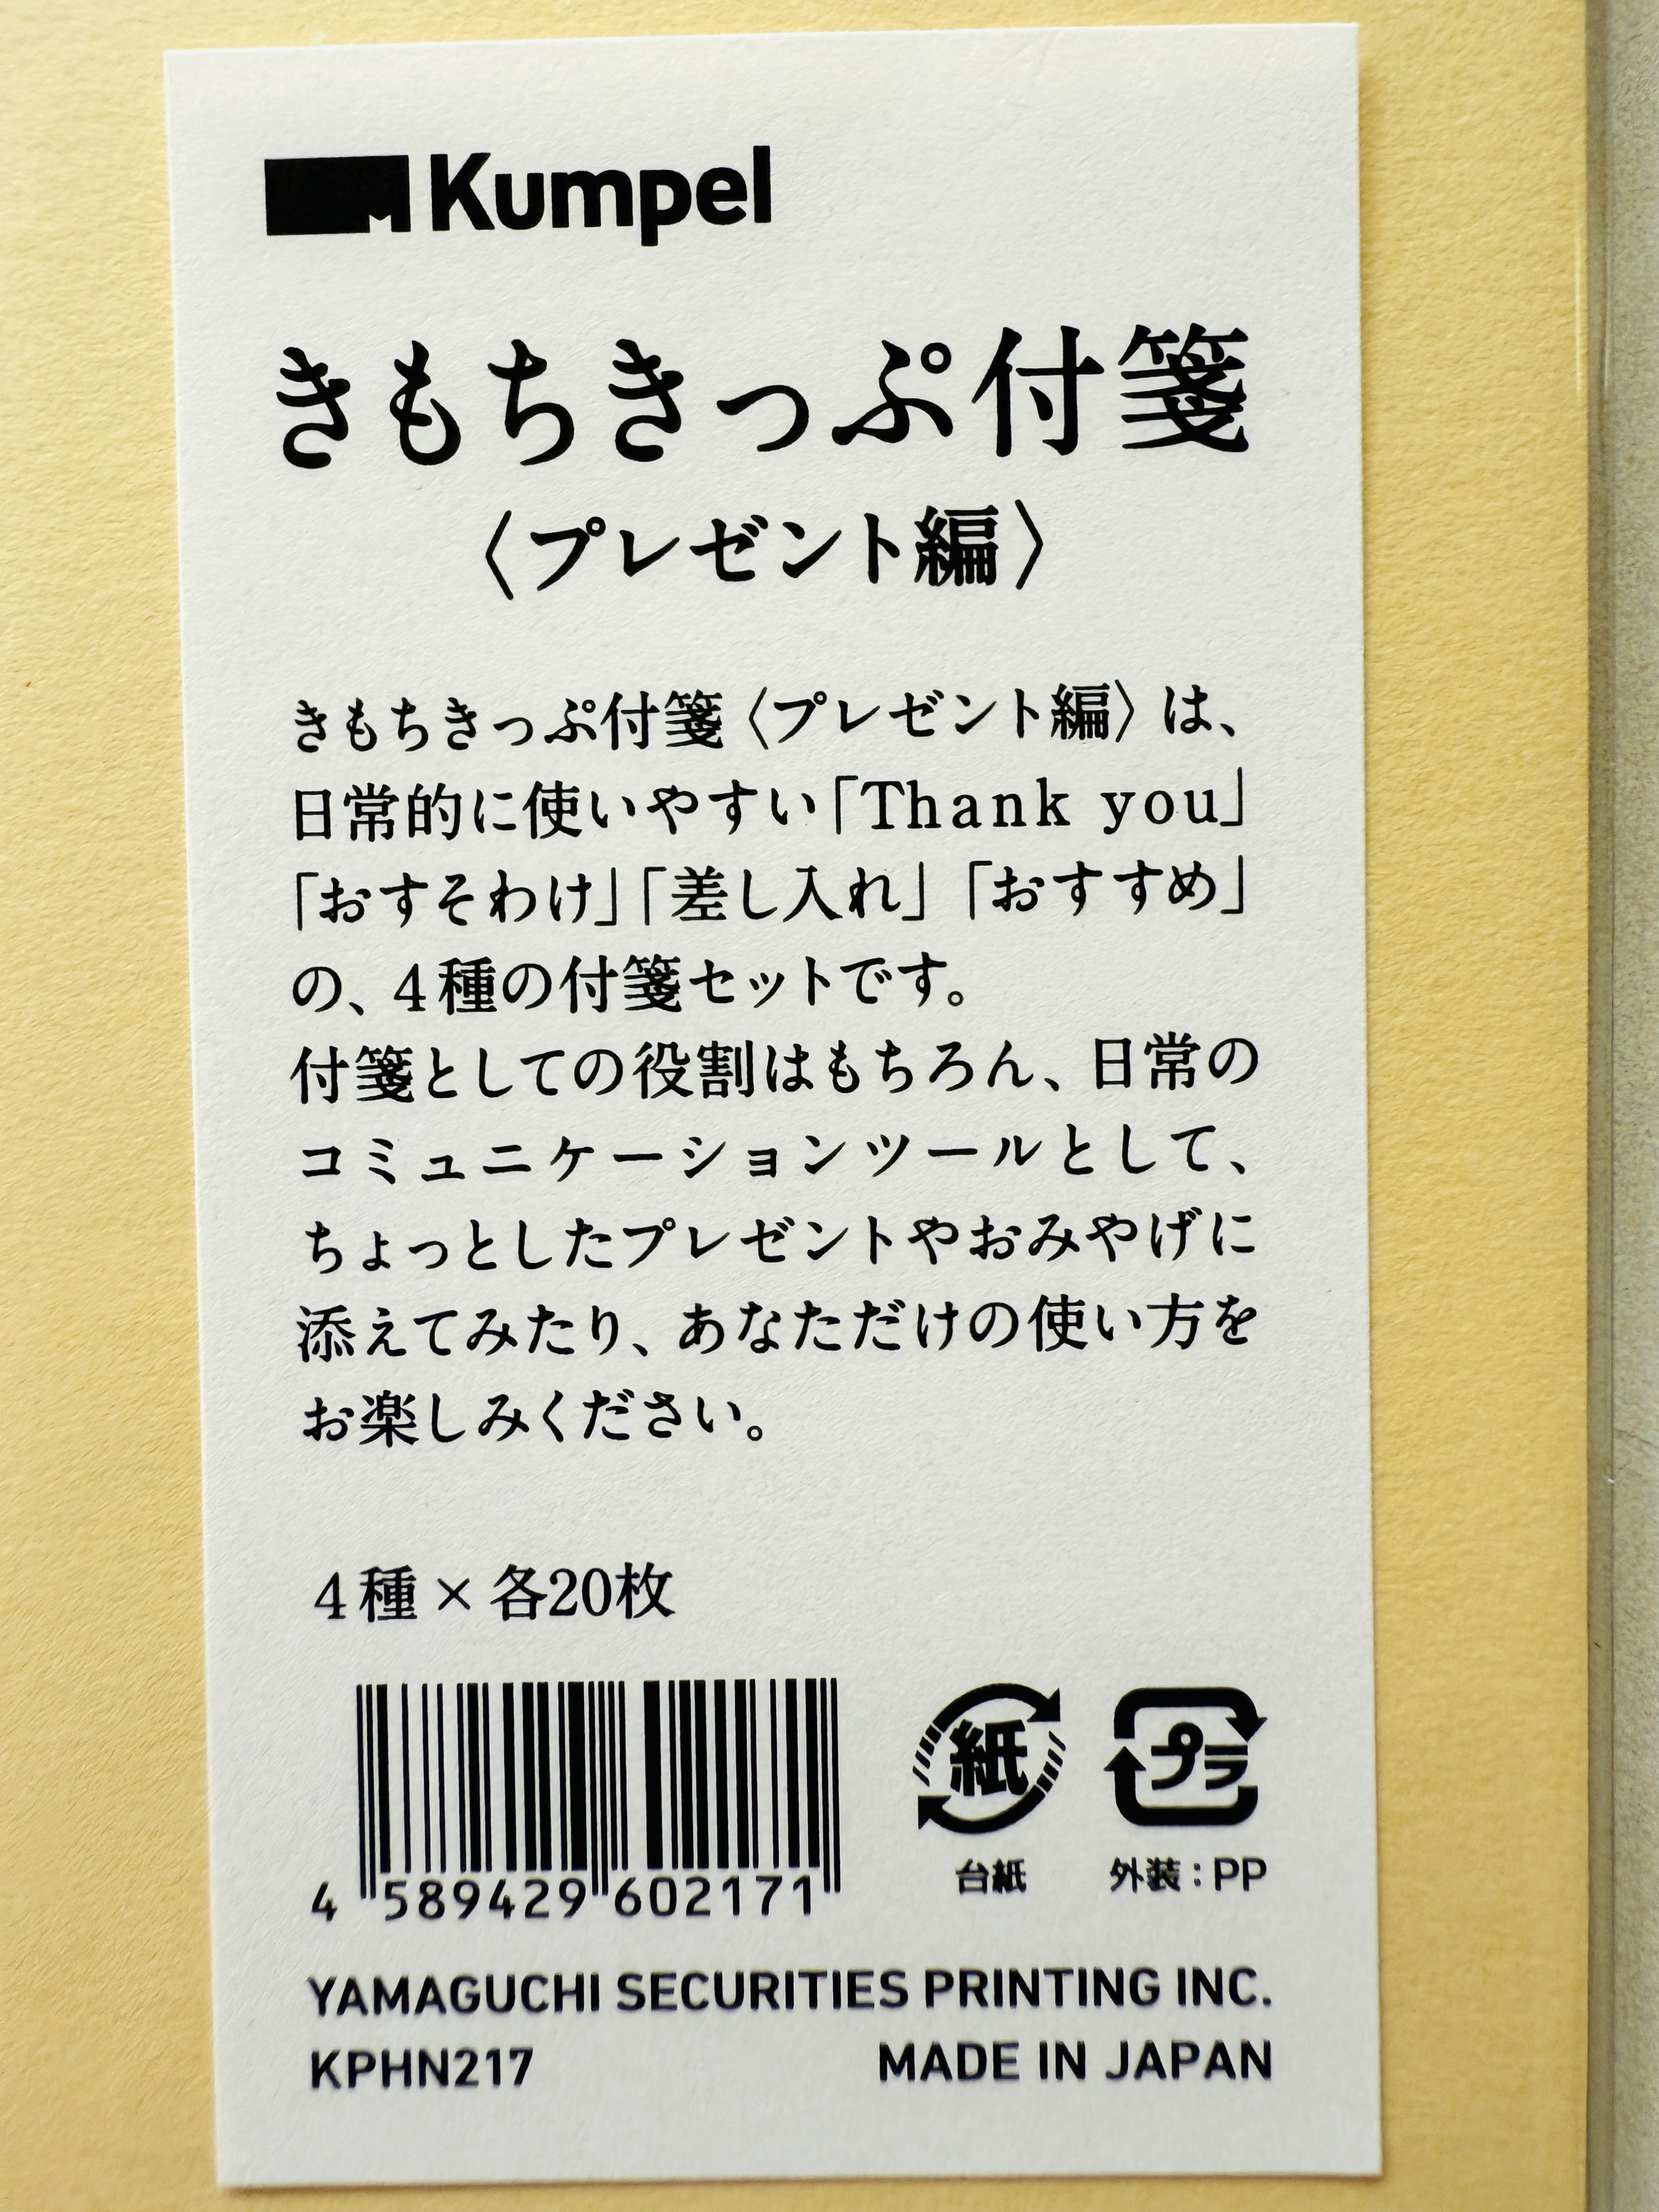 Kumpel
きもちきっぷ付箋
〈プレゼント編〉
きもちきっぷ付箋〈プレゼント編〉は、
日常的に使いやすい「Thank you」
「おすそわけ」「差し入れ」「おすすめ」
の、4種の付箋セットです。
付箋としての役割はもちろん、日常の
コミュニケーションツールとして、
ちょっとしたプレゼントやおみやげに
添えてみたり、あなただけの使い方を
お楽しみください。
4種×各20枚
紙 プラ
台紙 外装：PP
4 589429 602171
YAMAGUCHI SECURITIES PRINTING INC.
KPHN217 MADE IN JAPAN